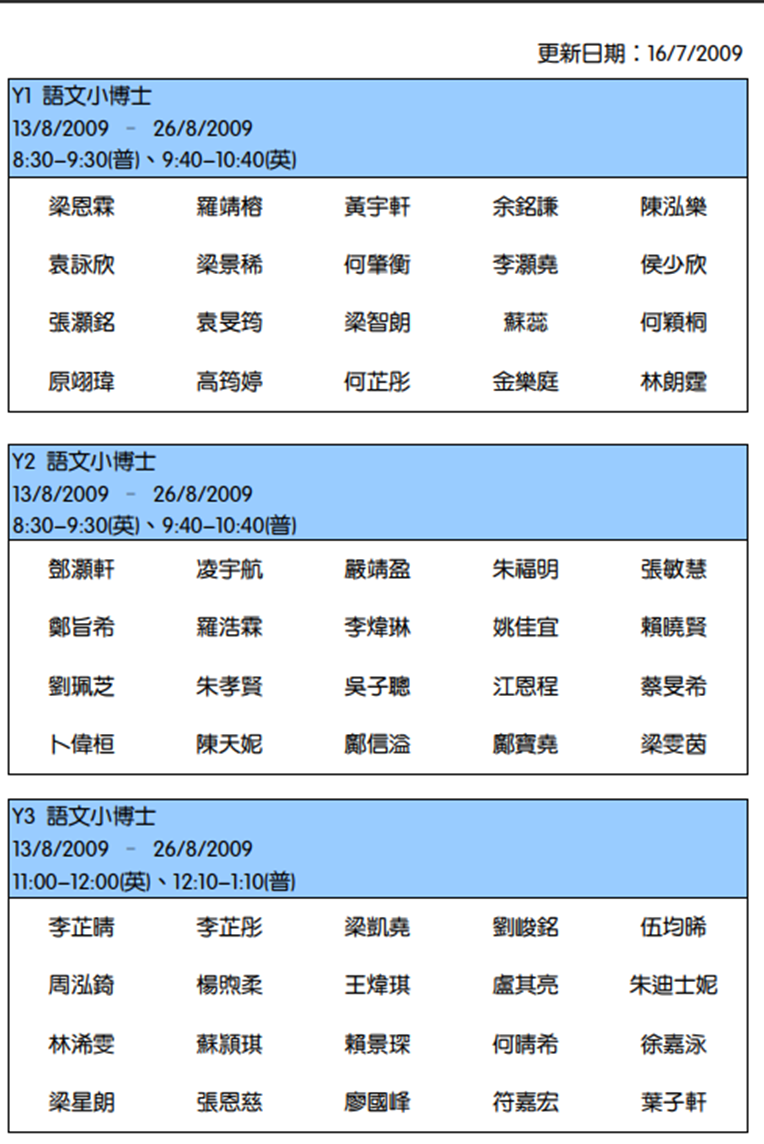 更新日期：16/7/2009
Y1 語文小博士
13/8/2009 - 26/8/2009
8:30-9:30(普)、9:40-10:40(英)
梁恩霖 羅靖榕 黃宇軒 余銘謙 陳泓樂
袁詠欣 梁景稀 何肇衡 李灝堯 侯少欣
張灝銘 袁旻筠 梁智朗 蘇蕊 何穎桐
原翊瑋 高筠婷 何芷彤 金樂庭 林朗霆
Y2 語文小博士
13/8/2009 - 26/8/2009
8:30-9:30(英)、9:40-10:40(普)
鄧灝軒 凌宇航 嚴靖盈 朱福明 張敏慧
鄭旨希 羅浩霖 李煒琳 姚佳宜 賴曉賢
劉珮芝 朱孝賢 吳子聰 江恩程 蔡旻希
卜偉桓 陳天妮 鄺信溢 鄺寶堯 梁雯茵
Y3 語文小博士
13/8/2009 - 26/8/2009
11:00-12:00(英)、12:10-1:10(普)
李芷晴 李芷彤 梁凱堯 劉峻銘 伍均晞
周泓錡 楊煦柔 王煒琪 盧其亮 朱迪士妮
林浠雯 蘇潁琪 賴景琛 何晴希 徐嘉泳
梁星朗 張恩慈 廖國峰 符嘉宏 葉子軒